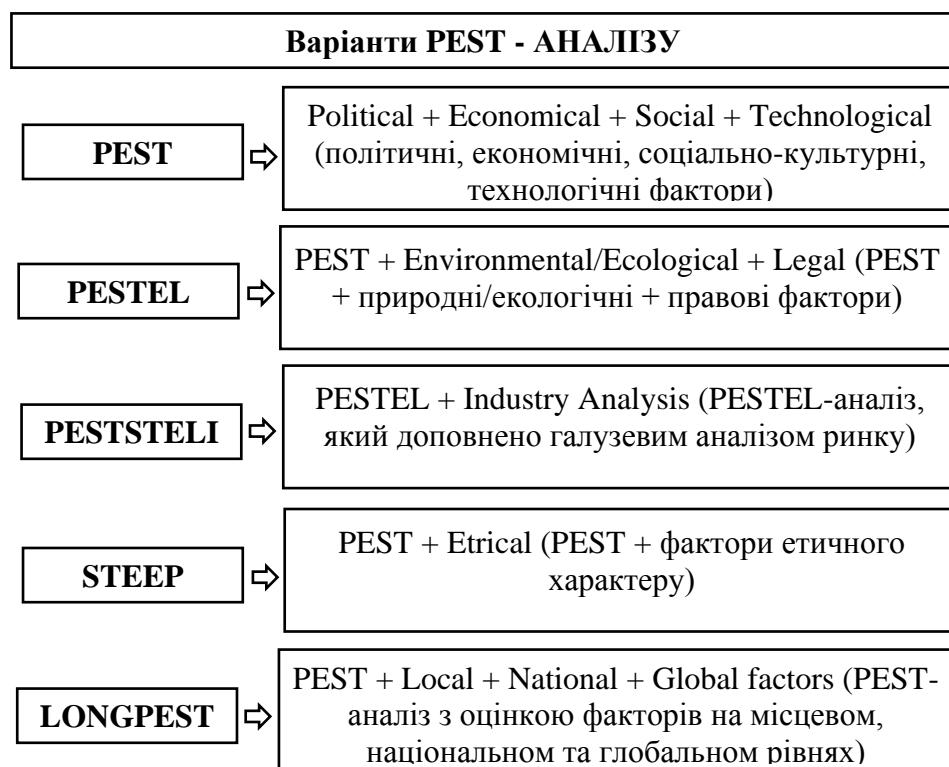 Варіанти PEST - АНАЛІЗУ
PEST
Political + Economical + Social + Technological
(політичні, економічні, соціально-культурні,
технологічні фактори)
PESTEL
PEST + Environmental/Ecological + Legal (PEST
+ природні/екологічні + правові фактори)
PESTSTELI
PESTEL + Industry Analysis (PESTEL-аналіз,
який доповнено галузевим аналізом ринку)
STEEP
PEST + Etrical (PEST + фактори етичного
характеру)
LONGPEST
PEST + Local + National + Global factors (PEST-
аналіз з оцінкою факторів на місцевом,
національном та глобальном рівнях)